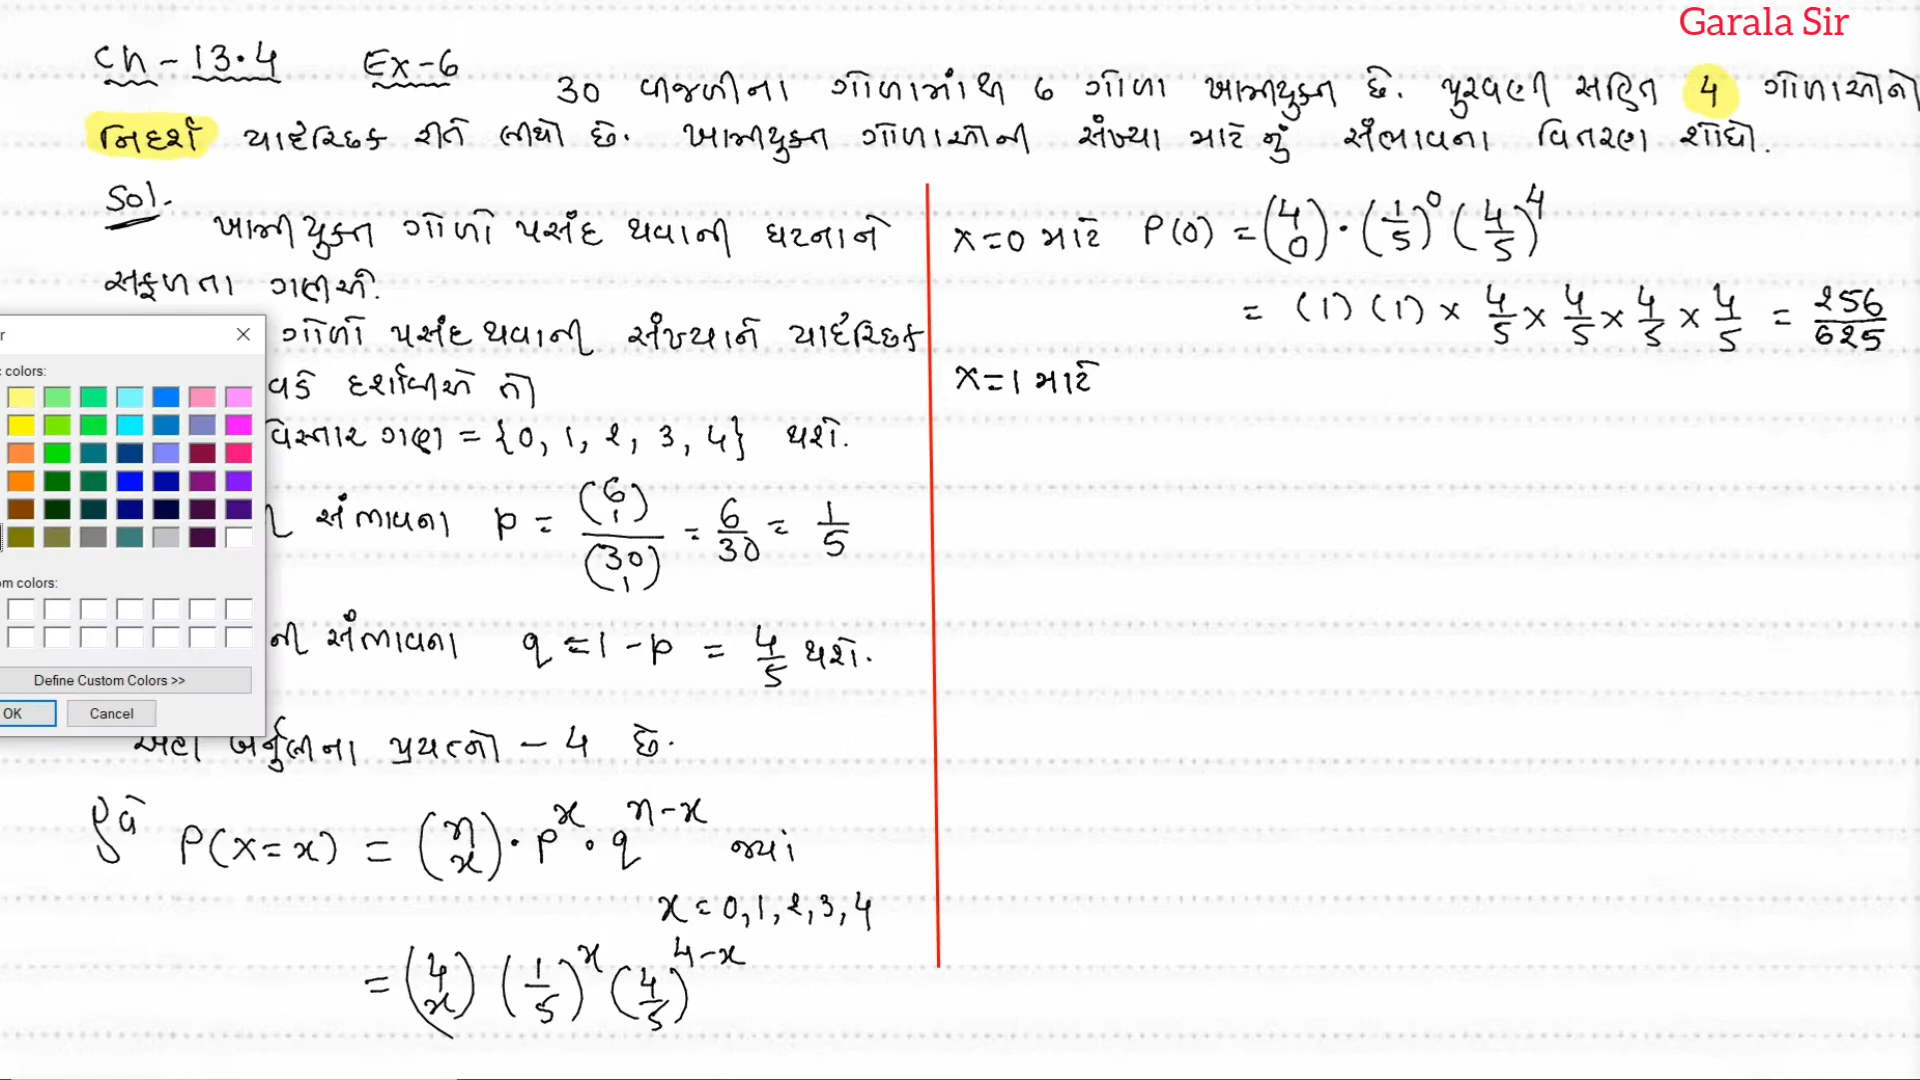 Garala Sir
Ch - 13.4 Ex-6
30 વીજળીના ગોળામાંથી ૬ ગોળા ખામીયુક્ત છે. પુરવણી સહિત 4 ગોળાઓનો
નિદર્શ યાદૃચ્છિક રીતે લીધો છે. ખામીયુક્ત ગોળાઓની સંખ્યા માટેનું સંભાવના વિતરણ શોધો.
Sol.
ખામીયુક્ત ગોળો પસંદ થવાની ઘટનાને
સફળતા ગણીએ.
ગોળો પસંદ થવાની સંખ્યાને યાદૃચ્છિક
વડે દર્શાવીએ તો
વિસ્તાર ગણ = {0, 1, 2, 3, 4} થશે.
સંભાવના p = (6 1)/(30 1) = 6/30 = 1/5
ની સંભાવના q = 1 - p = 4/5 થશે.
અહીં બર્નુલીના પ્રયત્નો - 4 છે.
હવે P(X=x) = (n x) · p^x · q^(n-x) જ્યાં
x = 0, 1, 2, 3, 4
= (4 x) (1/5)^x (4/5)^(4-x)
x=0 માટે P(0) = (4 0) · (1/5)^0 (4/5)^4
= (1) (1) × 4/5 × 4/5 × 4/5 × 4/5 = 256/625
x=1 માટે
colors:
colors:
Define Custom Colors >>
OK Cancel